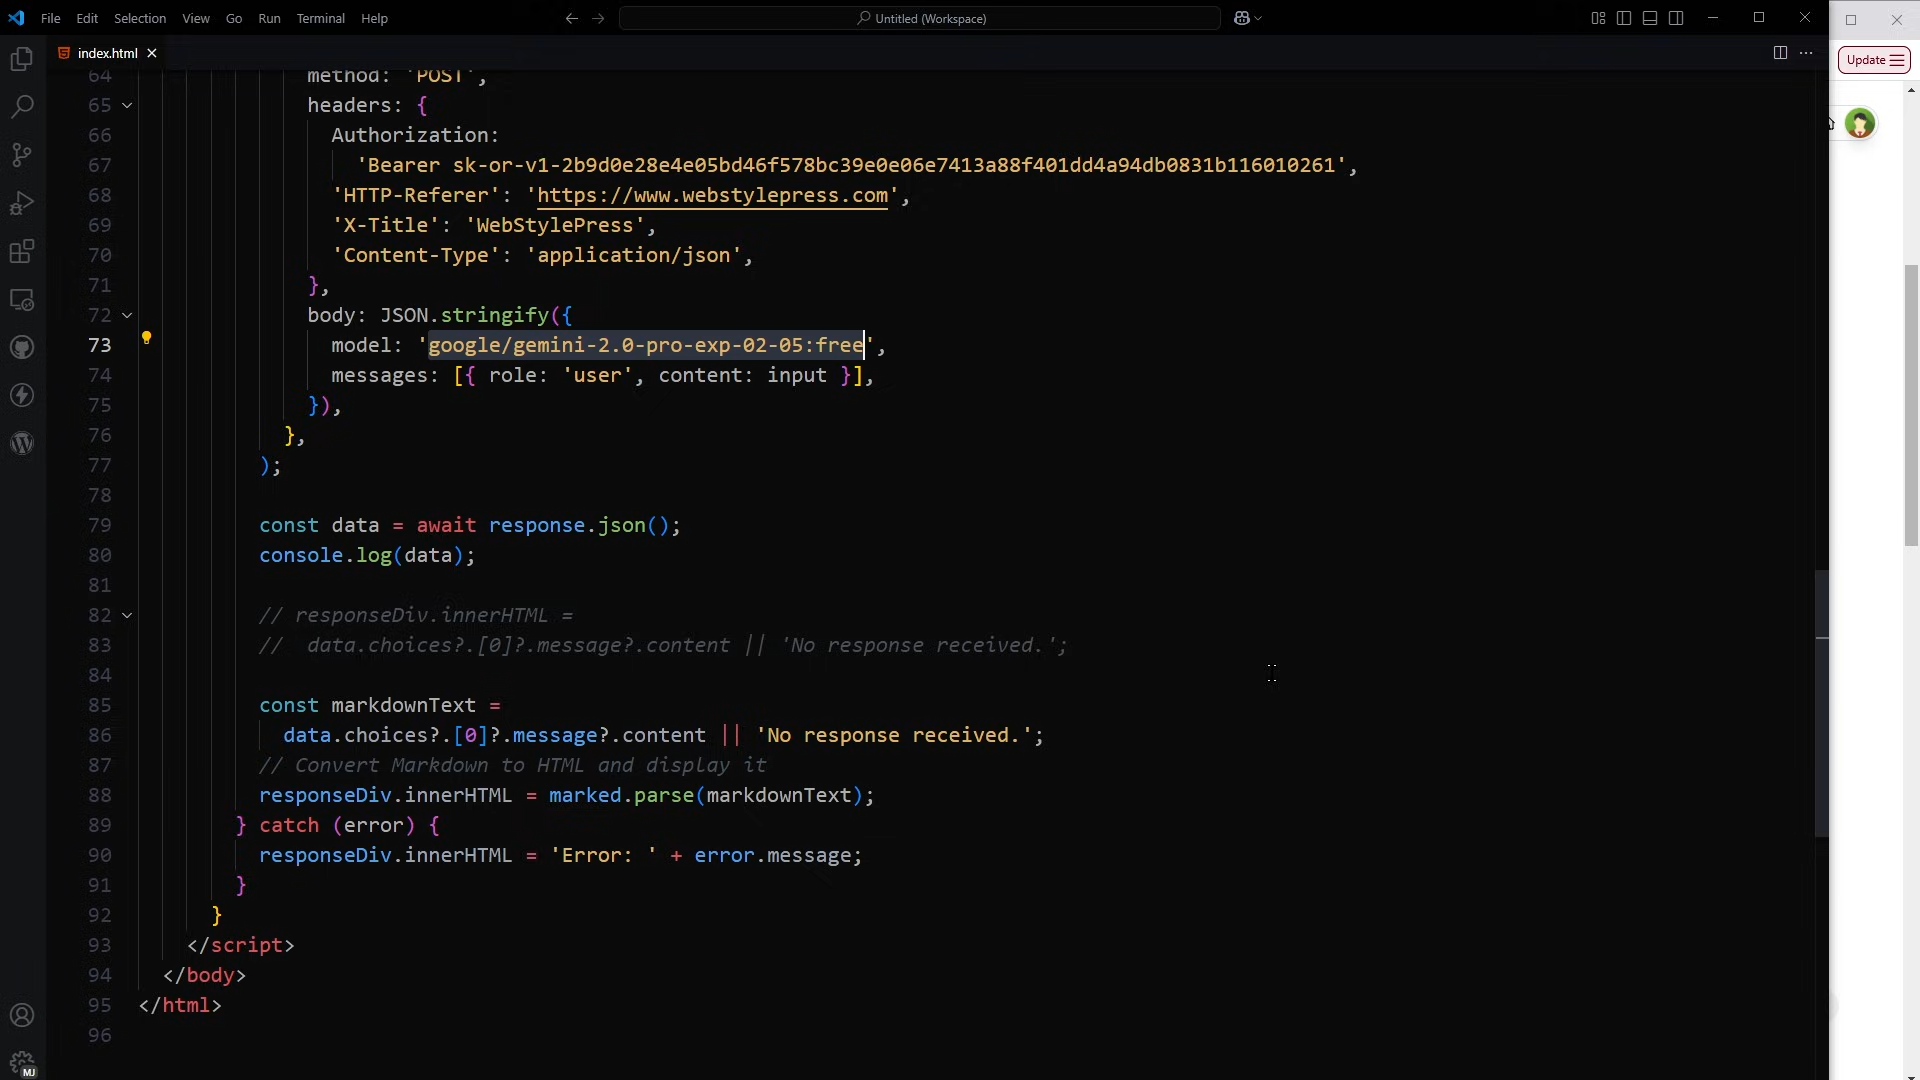 File Edit Selection View Go Run Terminal Help
Untitled (Workspace)
index.html
Update
64 method: 'POST',
65 headers: {
66 Authorization:
67 'Bearer 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',
68 'HTTP-Referer': 'https://www.webstylepress.com',
69 'X-Title': 'WebStylePress',
70 'Content-Type': 'application/json',
71 },
72 body: JSON.stringify({
73 model: 'google/gemini-2.0-pro-exp-02-05:free',
74 messages: [{ role: 'user', content: input }],
75 }),
76 },
77 );
78
79 const data = await response.json();
80 console.log(data);
81
82 // responseDiv.innerHTML =
83 //  data.choices?.[0]?.message?.content || 'No response received.';
84
85 const markdownText =
86 data.choices?.[0]?.message?.content || 'No response received.';
87 // Convert Markdown to HTML and display it
88 responseDiv.innerHTML = marked.parse(markdownText);
89 } catch (error) {
90 responseDiv.innerHTML = 'Error: ' + error.message;
91 }
92 }
93 </script>
94 </body>
95 </html>
96
MJ